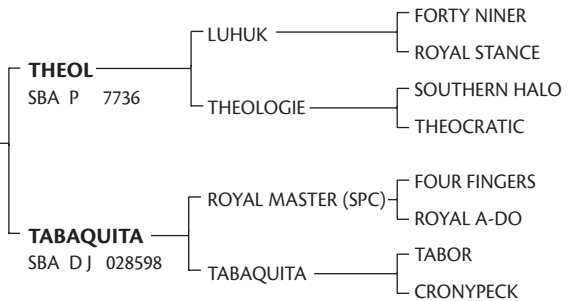 FORTY NINER
LUHUK
ROYAL STANCE
THEOL
SBA P 7736
SOUTHERN HALO
THEOLOGIE
THEOCRATIC
FOUR FINGERS
ROYAL MASTER (SPC)
ROYAL A-DO
TABAQUITA
SBA D J 028598
TABOR
TABAQUITA
CRONYPECK